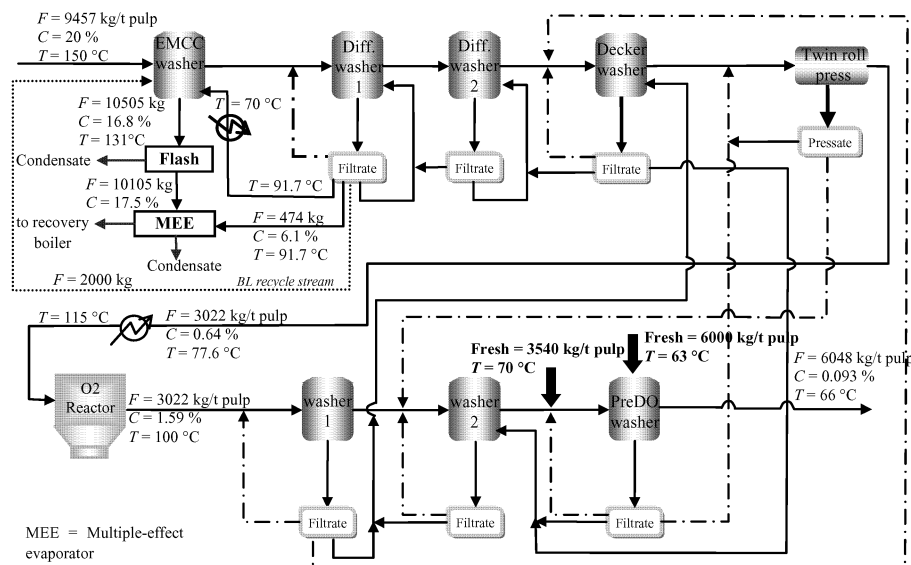 F = 9457 kg/t pulp
C = 20 %
T = 150 °C
EMCC
washer
Diff.
washer
1
Diff.
washer
2
Decker
washer
Twin roll
press
T = 70 °C
F = 10505 kg
C = 16.8 %
T = 131°C
Condensate
Flash
Filtrate
Filtrate
Filtrate
Pressate
F = 10105 kg
C = 17.5 %
T = 91.7 °C
to recovery
boiler
MEE
F = 474 kg
C = 6.1 %
T = 91.7 °C
Condensate
F = 2000 kg
BL recycle stream
T = 115 °C
F = 3022 kg/t pulp
C = 0.64 %
T = 77.6 °C
Fresh = 3540 kg/t pulp
T = 70 °C
Fresh = 6000 kg/t pulp
T = 63 °C
F = 6048 kg/t pulp
C = 0.093 %
T = 66 °C
O2
Reactor
F = 3022 kg/t pulp
C = 1.59 %
T = 100 °C
washer
1
washer
2
PreDO
washer
Filtrate
Filtrate
Filtrate
MEE = Multiple-effect
evaporator